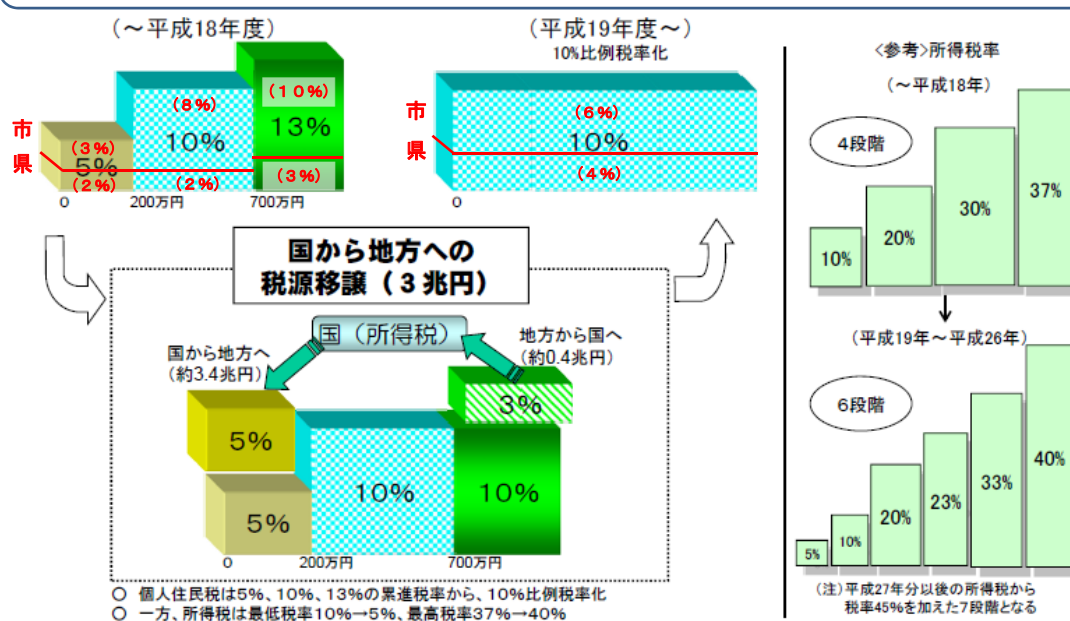 (～平成18年度)
(平成19年度～)
10%比例税率化
市
県
(3%)
5%
(2%)
(8%)
10%
(2%)
(10%)
13%
(3%)
0
200万円
700万円
市
県
(6%)
10%
(4%)
0
国から地方への
税源移譲(3兆円)
国(所得税)
国から地方へ
(約3.4兆円)
地方から国へ
(約0.4兆円)
5%
5%
10%
3%
10%
0
200万円
700万円
○ 個人住民税は5%、10%、13%の累進税率から、10%比例税率化
○ 一方、所得税は最低税率10%→5%、最高税率37%→40%
<参考>所得税率
(～平成18年)
4段階
10%
20%
30%
37%
(平成19年～平成26年)
6段階
5%
10%
20%
23%
33%
40%
(注)平成27年分以後の所得税から
税率45%を加えた7段階となる